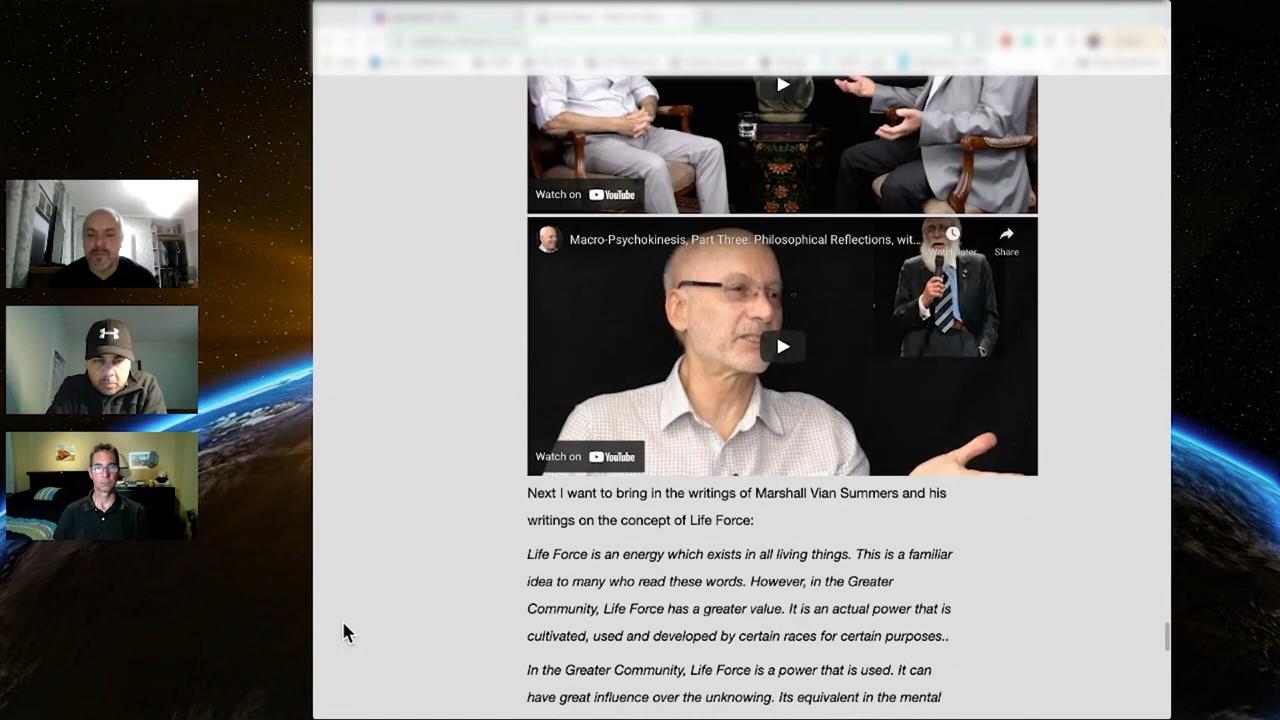 Watch on YouTube
Macro-Psychokinesis, Part Three: Philosophical Reflections, wit...
Watch later
Share
Watch on YouTube
Next I want to bring in the writings of Marshall Vian Summers and his
writings on the concept of Life Force:
Life Force is an energy which exists in all living things. This is a familiar
idea to many who read these words. However, in the Greater
Community, Life Force has a greater value. It is an actual power that is
cultivated, used and developed by certain races for certain purposes..
In the Greater Community, Life Force is a power that is used. It can
have great influence over the unknowing. Its equivalent in the mental